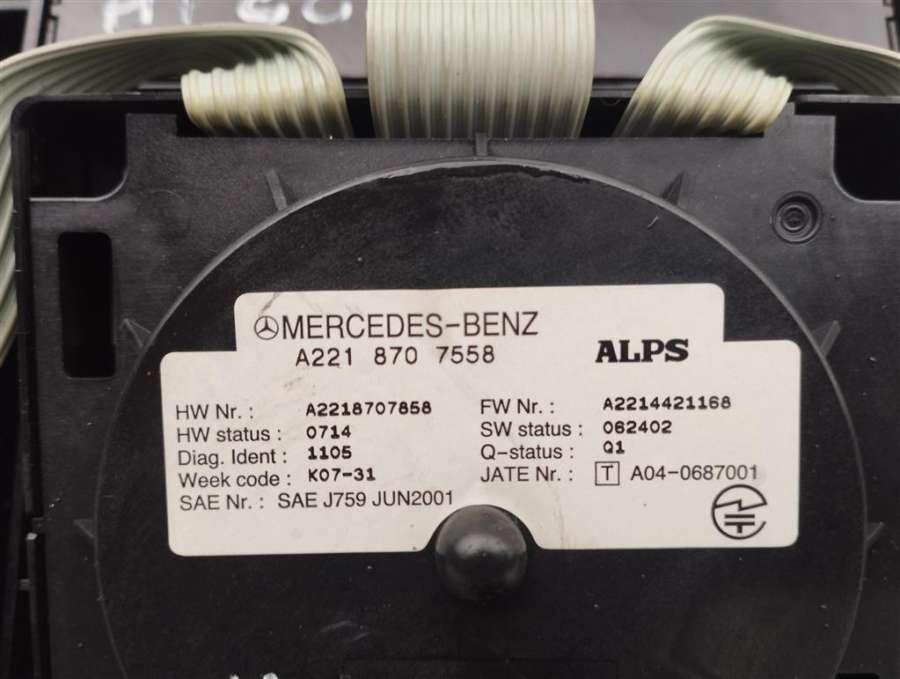 MERCEDES-BENZ
A221 870 7558
ALPS
HW Nr. : A2218707858
HW status : 0714
Diag. Ident : 1105
Week code : K07-31
SAE Nr. : SAE J759 JUN2001
FW Nr. : A2214421168
SW status : 062402
Q-status : Q1
JATE Nr. : T A04-0687001